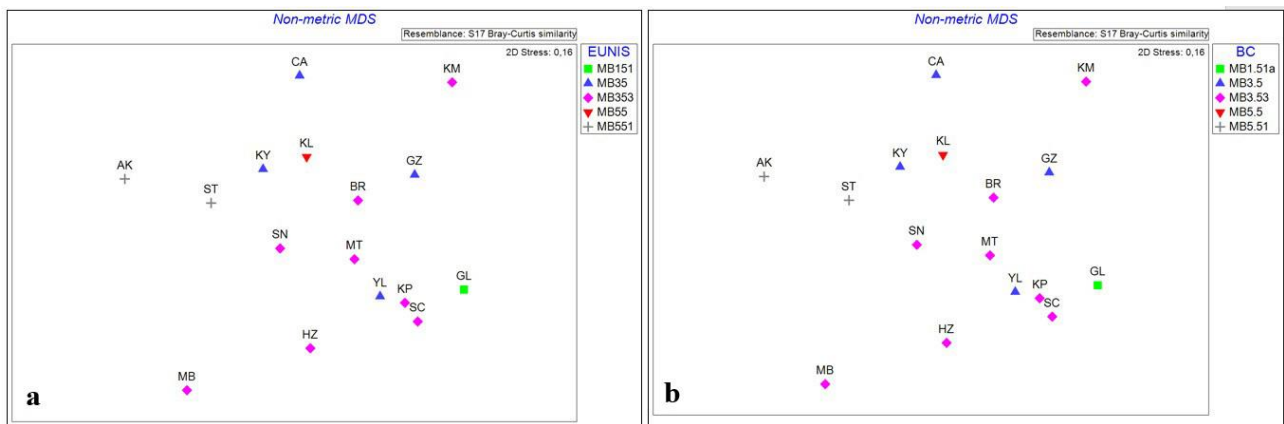 Non-metric MDS
Resemblance: S17 Bray-Curtis similarity
2D Stress: 0,16
EUNIS
MB151
MB35
MB353
MB55
MB551
CA
KM
KL
KY
GZ
AK
ST
BR
SN
MT
GL
YL
KP
SC
HZ
MB
a
Non-metric MDS
Resemblance: S17 Bray-Curtis similarity
2D Stress: 0,16
BC
MB1.51a
MB3.5
MB3.53
MB5.5
MB5.51
CA
KM
KL
KY
GZ
AK
ST
BR
SN
MT
GL
YL
KP
SC
HZ
MB
b